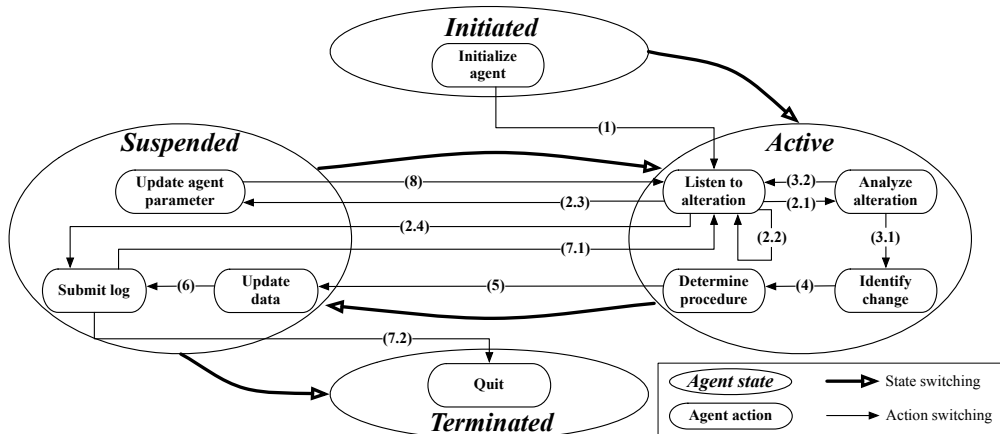 Initiated
Initialize
agent
(1)
Suspended
Active
Update agent
parameter
(8)
(2.3)
Listen to
alteration
(3.2)
(2.1)
Analyze
alteration
(2.4)
(7.1)
(2.2)
(3.1)
Submit log
(6)
Update
data
(5)
Determine
procedure
(4)
Identify
change
(7.2)
Quit
Terminated
Agent state
State switching
Agent action
Action switching